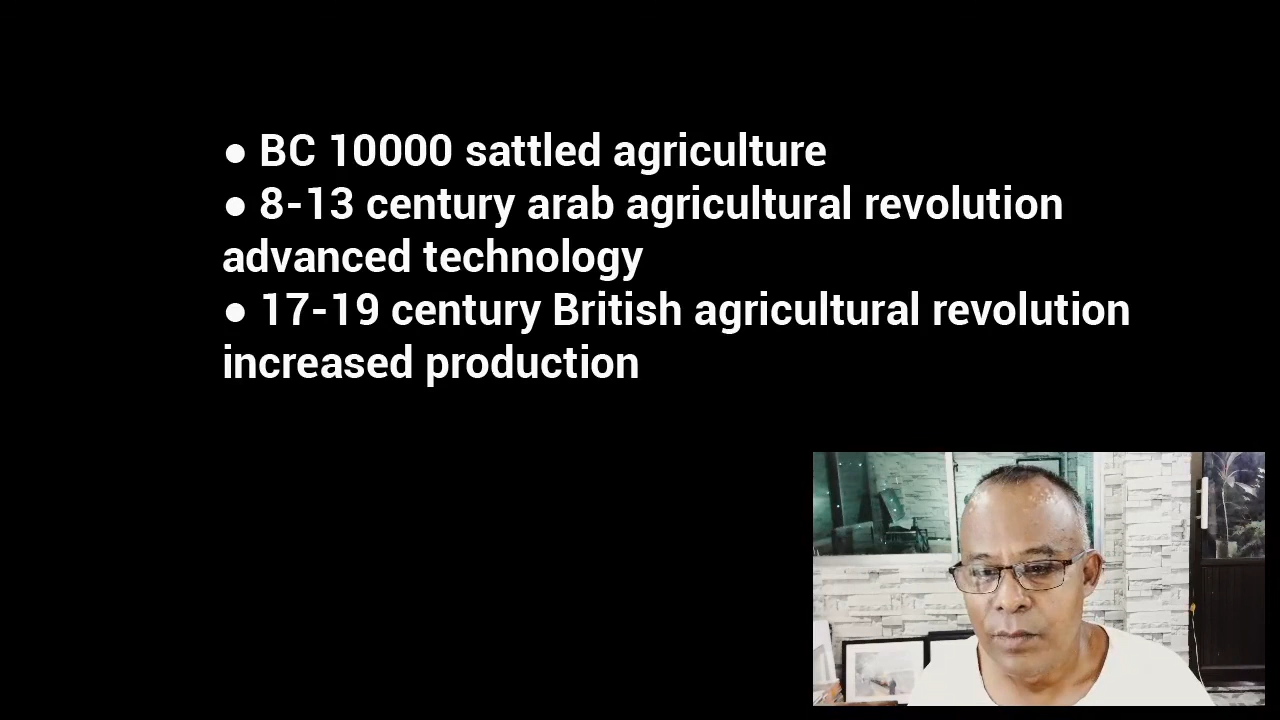 ● BC 10000 sattled agriculture
● 8-13 century arab agricultural revolution
advanced technology
● 17-19 century British agricultural revolution
increased production